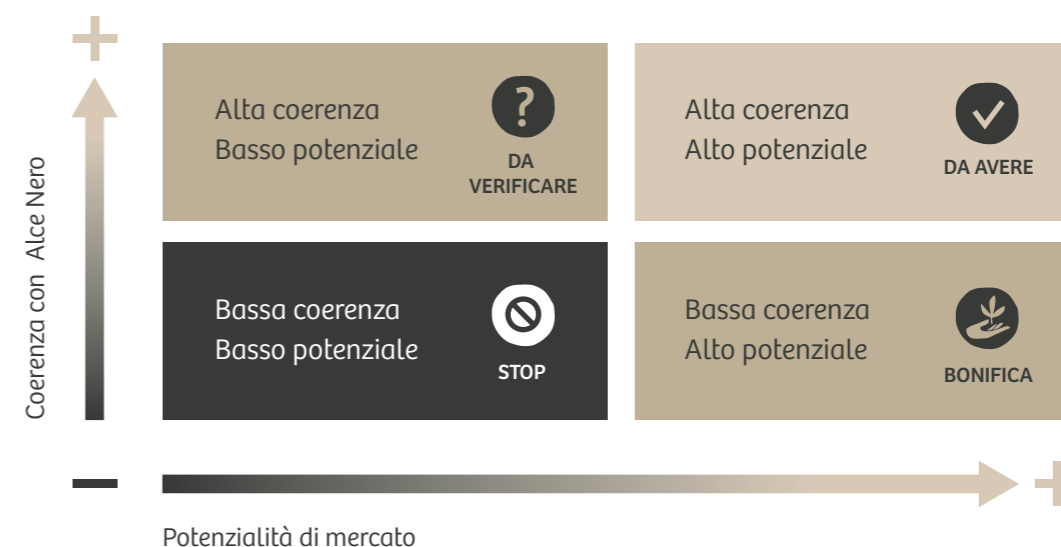 +
Alta coerenza
Basso potenziale
?
DA
VERIFICARE
Alta coerenza
Alto potenziale
DA AVERE
Coerenza con Alce Nero
Bassa coerenza
Basso potenziale
STOP
Bassa coerenza
Alto potenziale
BONIFICA
−
+
Potenzialità di mercato